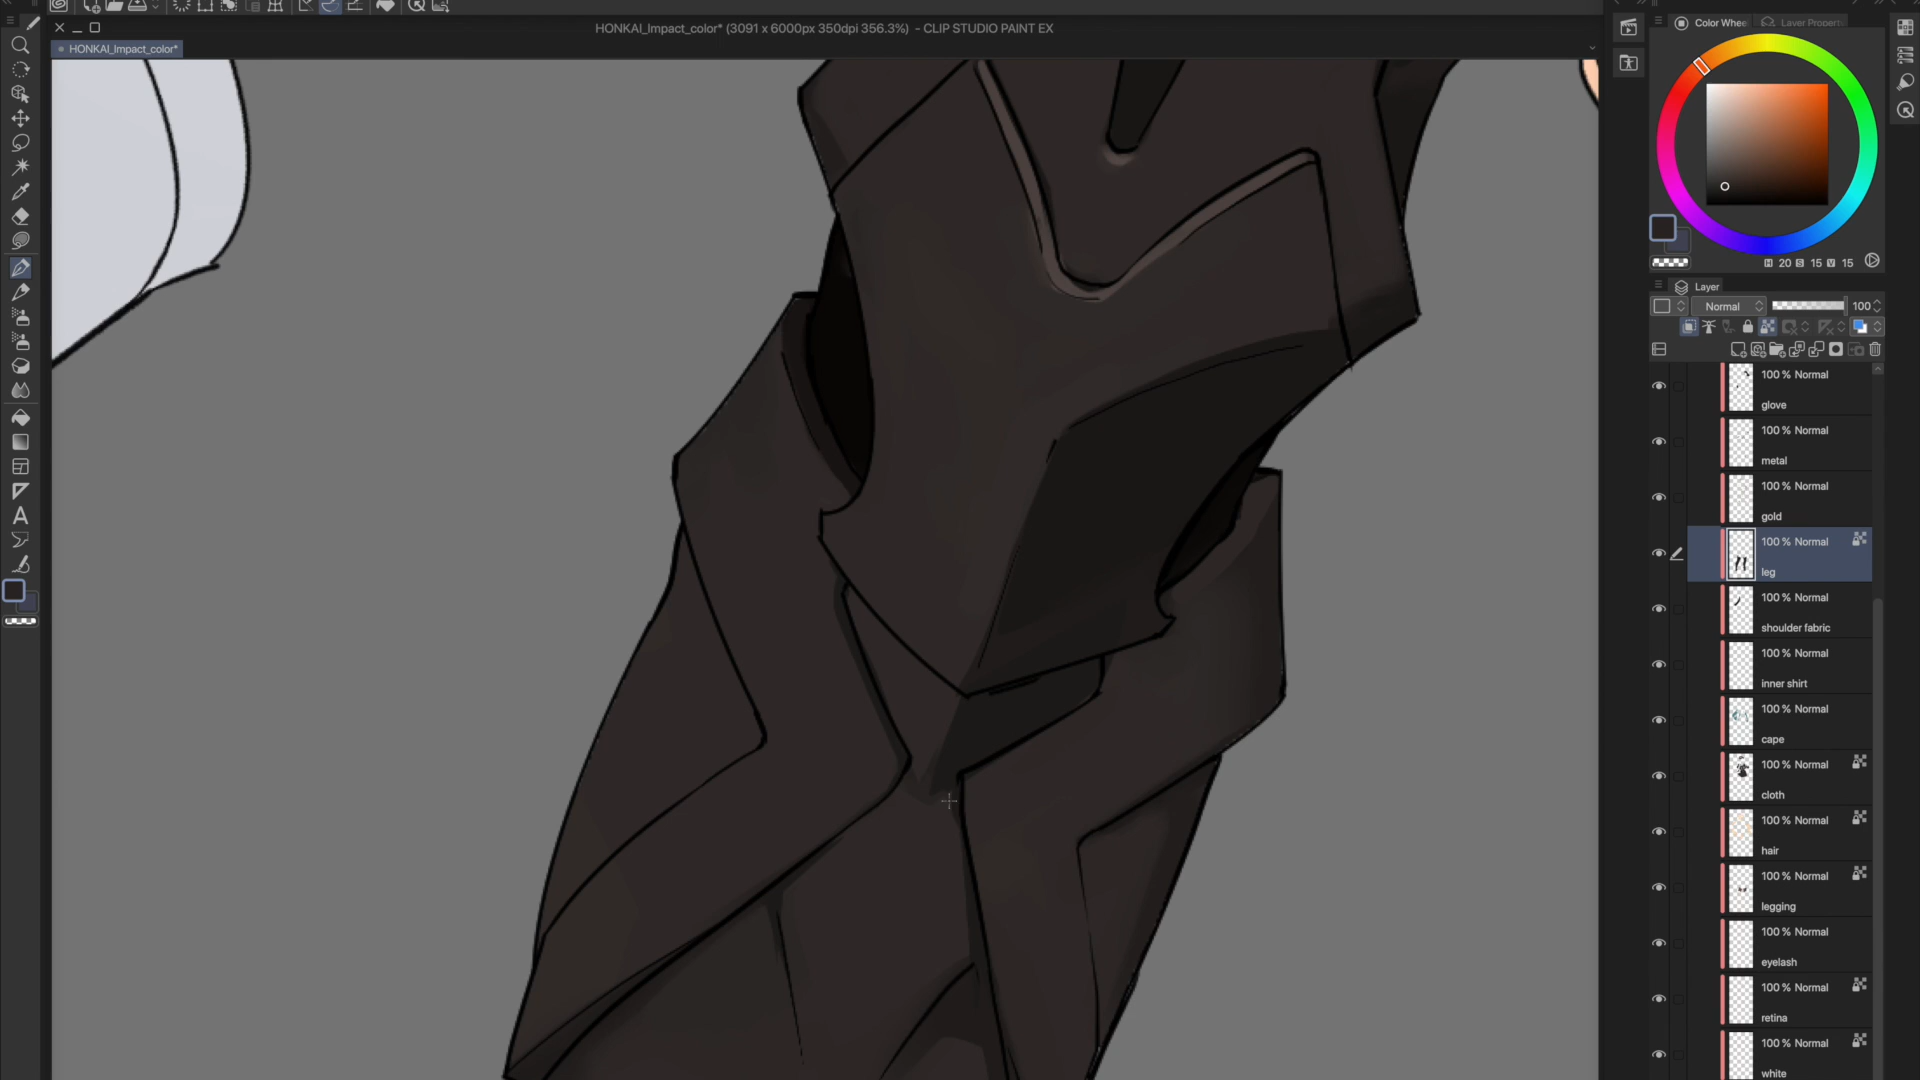 HONKAI_Impact_color* (3091 x 6000px 350dpi 356.3%) - CLIP STUDIO PAINT EX
HONKAI_Impact_color*
Color Whee
Layer Property
H 20 S 15 V 15
Layer
Normal 100
100 % Normal
glove
100 % Normal
metal
100 % Normal
gold
100 % Normal
leg
100 % Normal
shoulder fabric
100 % Normal
inner shirt
100 % Normal
cape
100 % Normal
cloth
100 % Normal
hair
100 % Normal
legging
100 % Normal
eyelash
100 % Normal
retina
100 % Normal
white